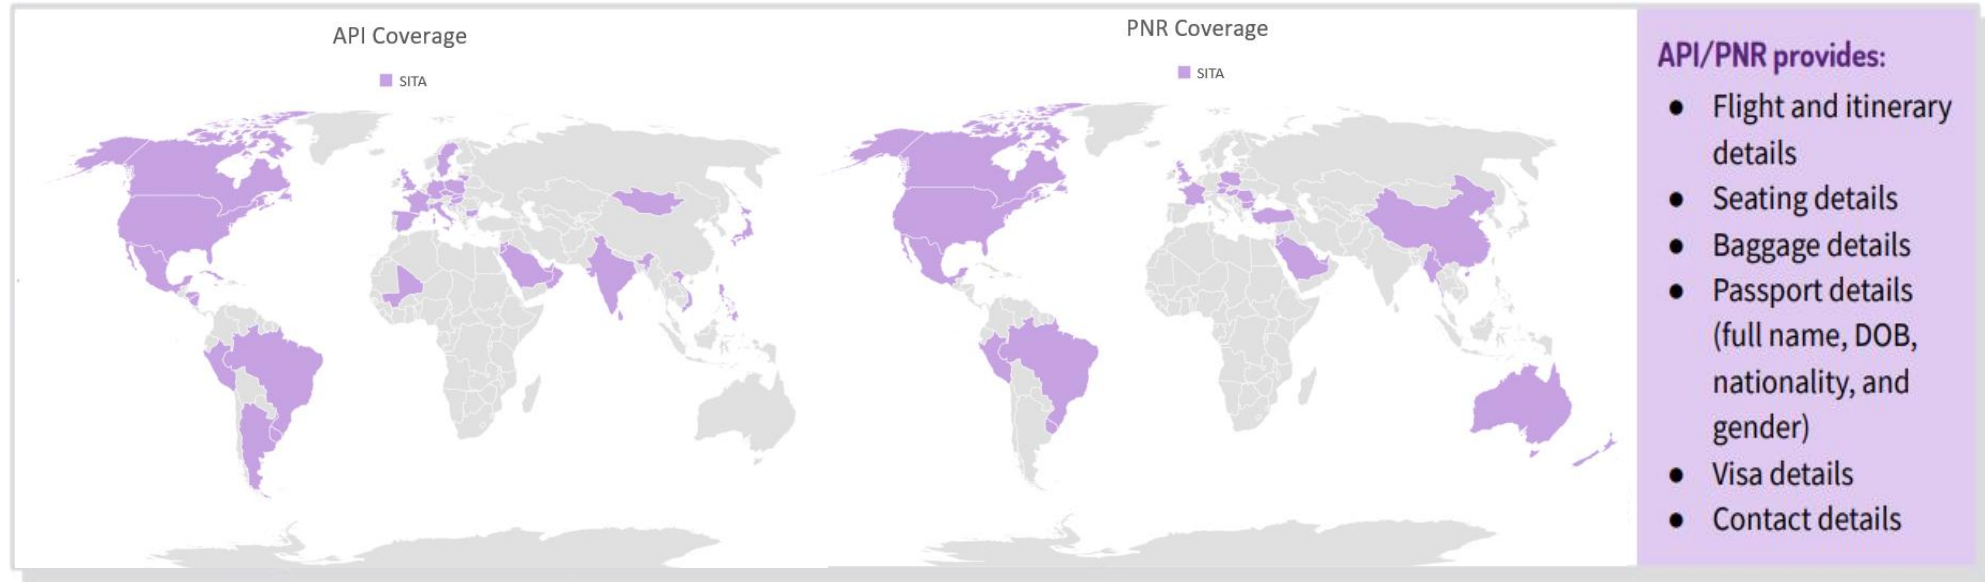 API Coverage
SITA
PNR Coverage
SITA
API/PNR provides:
● Flight and itinerary
details
● Seating details
● Baggage details
● Passport details
(full name, DOB,
nationality, and
gender)
● Visa details
● Contact details